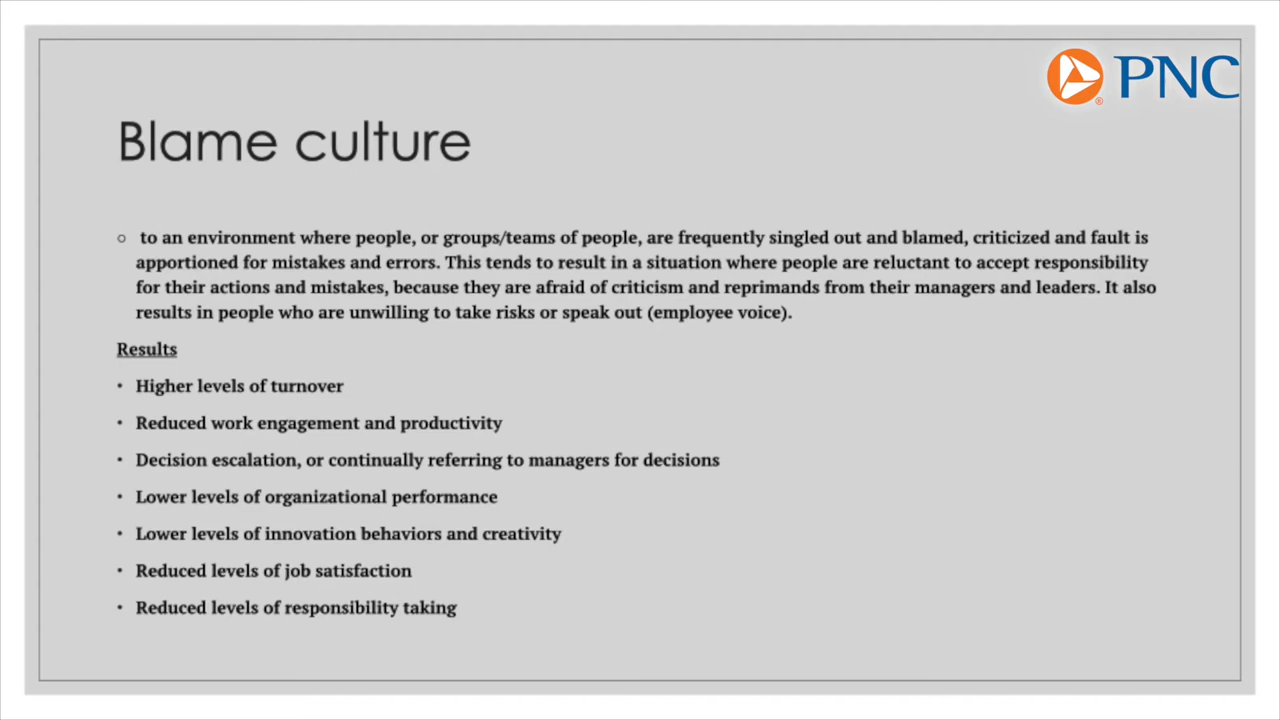 PNC
Blame culture
○ to an environment where people, or groups/teams of people, are frequently singled out and blamed, criticized and fault is
apportioned for mistakes and errors. This tends to result in a situation where people are reluctant to accept responsibility
for their actions and mistakes, because they are afraid of criticism and reprimands from their managers and leaders. It also
results in people who are unwilling to take risks or speak out (employee voice).
Results
• Higher levels of turnover
• Reduced work engagement and productivity
• Decision escalation, or continually referring to managers for decisions
• Lower levels of organizational performance
• Lower levels of innovation behaviors and creativity
• Reduced levels of job satisfaction
• Reduced levels of responsibility taking